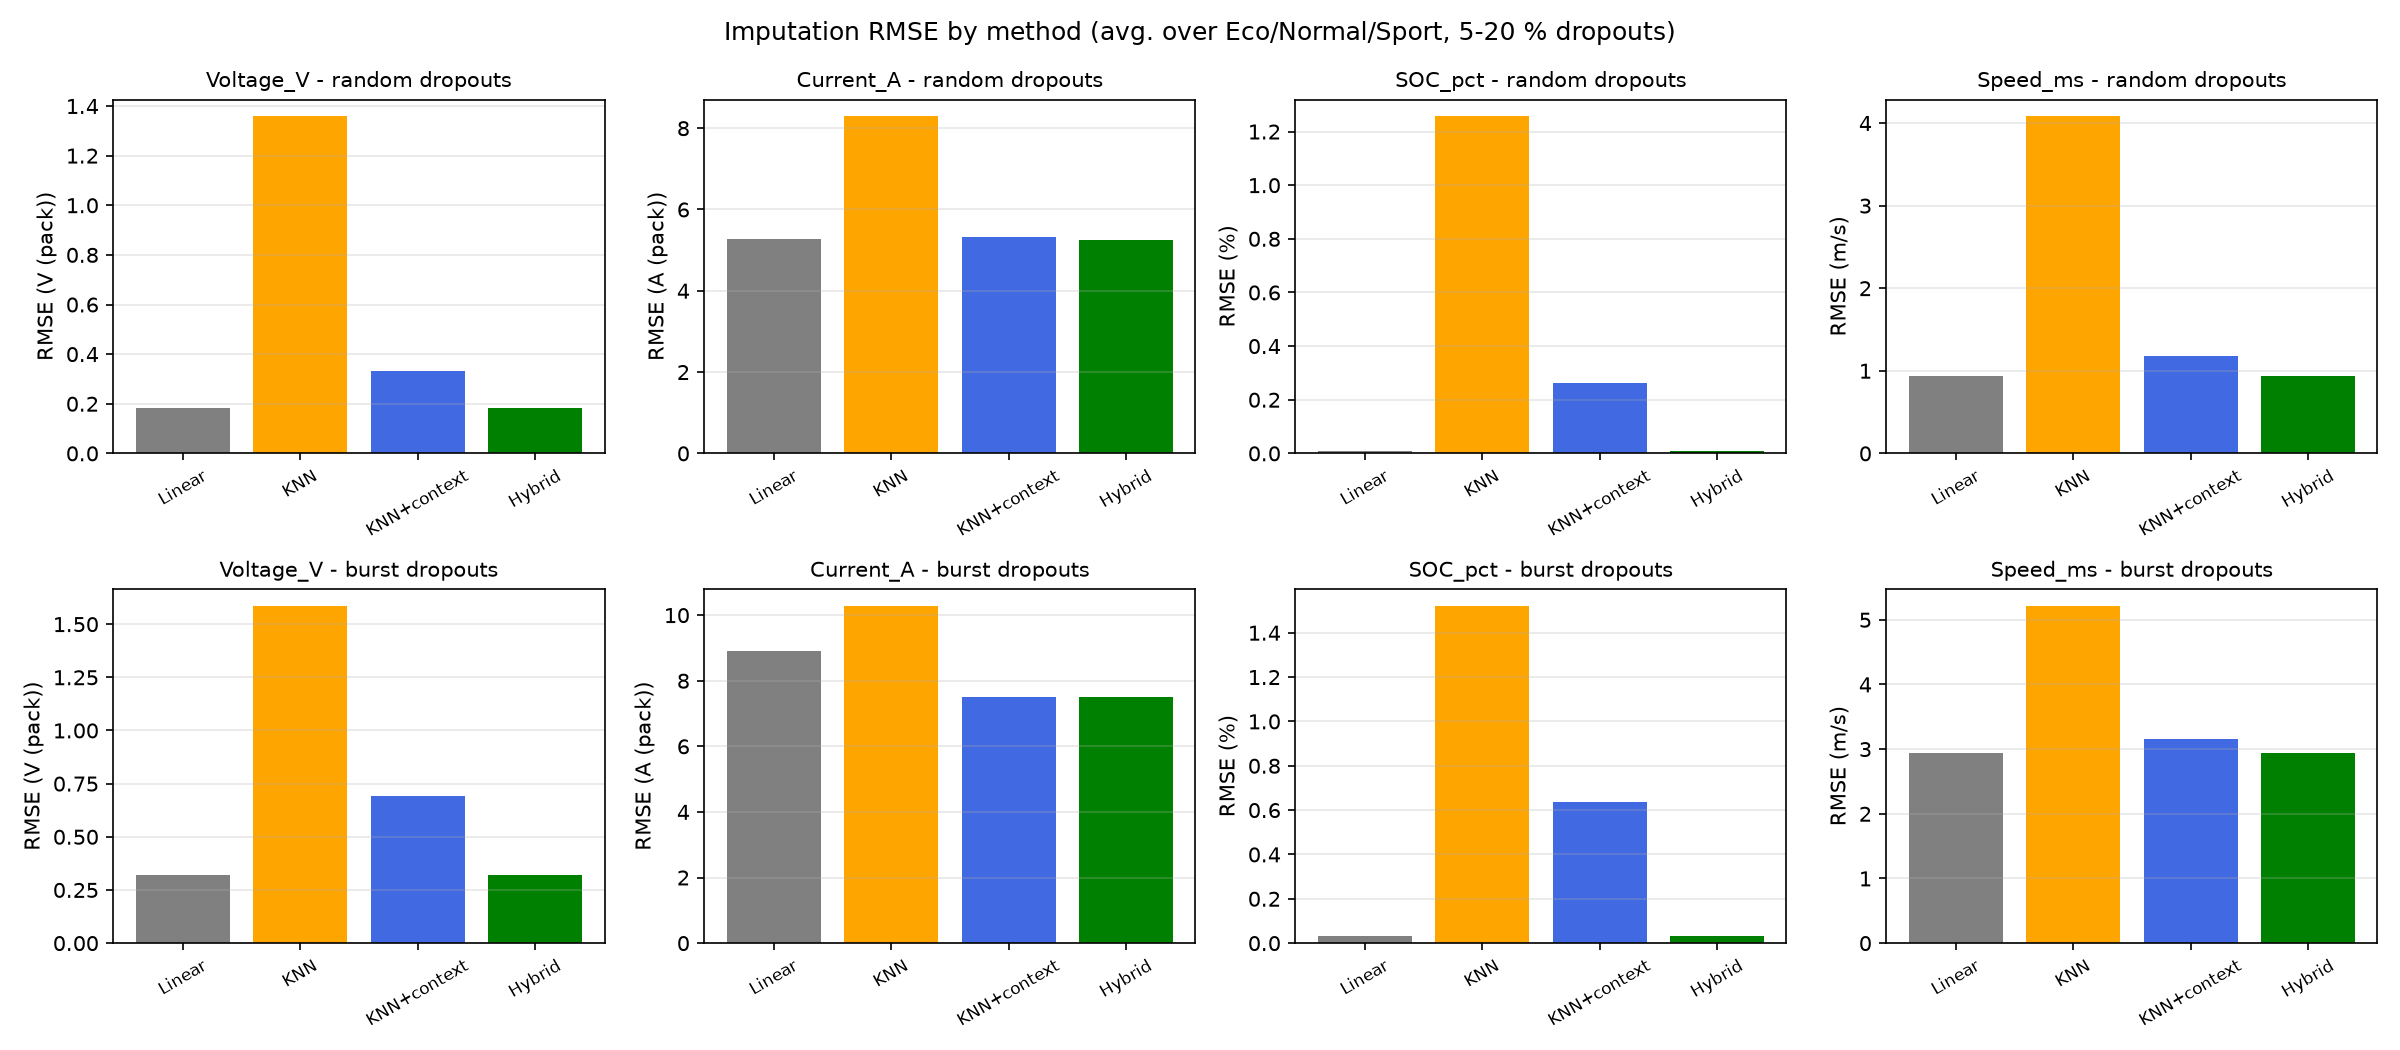 Imputation RMSE by method (avg. over Eco/Normal/Sport, 5-20 % dropouts)
Voltage_V - random dropouts
RMSE (V (pack))
1.4
1.2
1.0
0.8
0.6
0.4
0.2
0.0
Linear
KNN
KNN+context
Hybrid
Current_A - random dropouts
RMSE (A (pack))
8
6
4
2
0
Linear
KNN
KNN+context
Hybrid
SOC_pct - random dropouts
RMSE (%)
1.2
1.0
0.8
0.6
0.4
0.2
0.0
Linear
KNN
KNN+context
Hybrid
Speed_ms - random dropouts
RMSE (m/s)
4
3
2
1
0
Linear
KNN
KNN+context
Hybrid
Voltage_V - burst dropouts
RMSE (V (pack))
1.50
1.25
1.00
0.75
0.50
0.25
0.00
Linear
KNN
KNN+context
Hybrid
Current_A - burst dropouts
RMSE (A (pack))
10
8
6
4
2
0
Linear
KNN
KNN+context
Hybrid
SOC_pct - burst dropouts
RMSE (%)
1.4
1.2
1.0
0.8
0.6
0.4
0.2
0.0
Linear
KNN
KNN+context
Hybrid
Speed_ms - burst dropouts
RMSE (m/s)
5
4
3
2
1
0
Linear
KNN
KNN+context
Hybrid